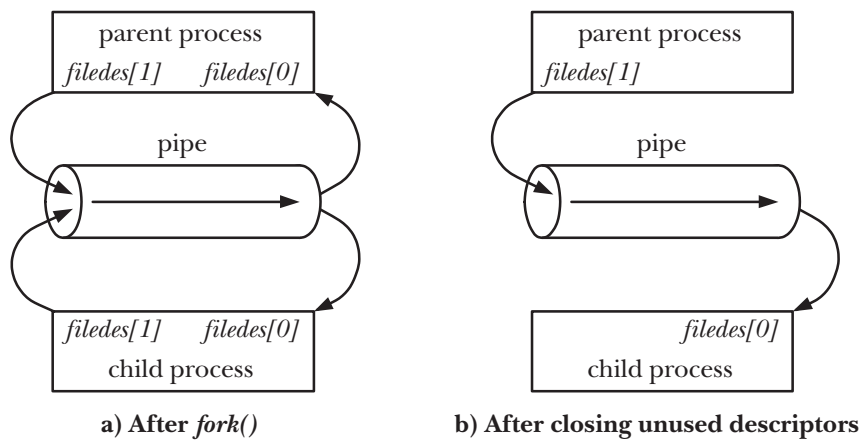 parent process
filedes[1] filedes[0]
pipe
filedes[1] filedes[0]
child process
a) After fork()
parent process
filedes[1]
pipe
filedes[0]
child process
b) After closing unused descriptors